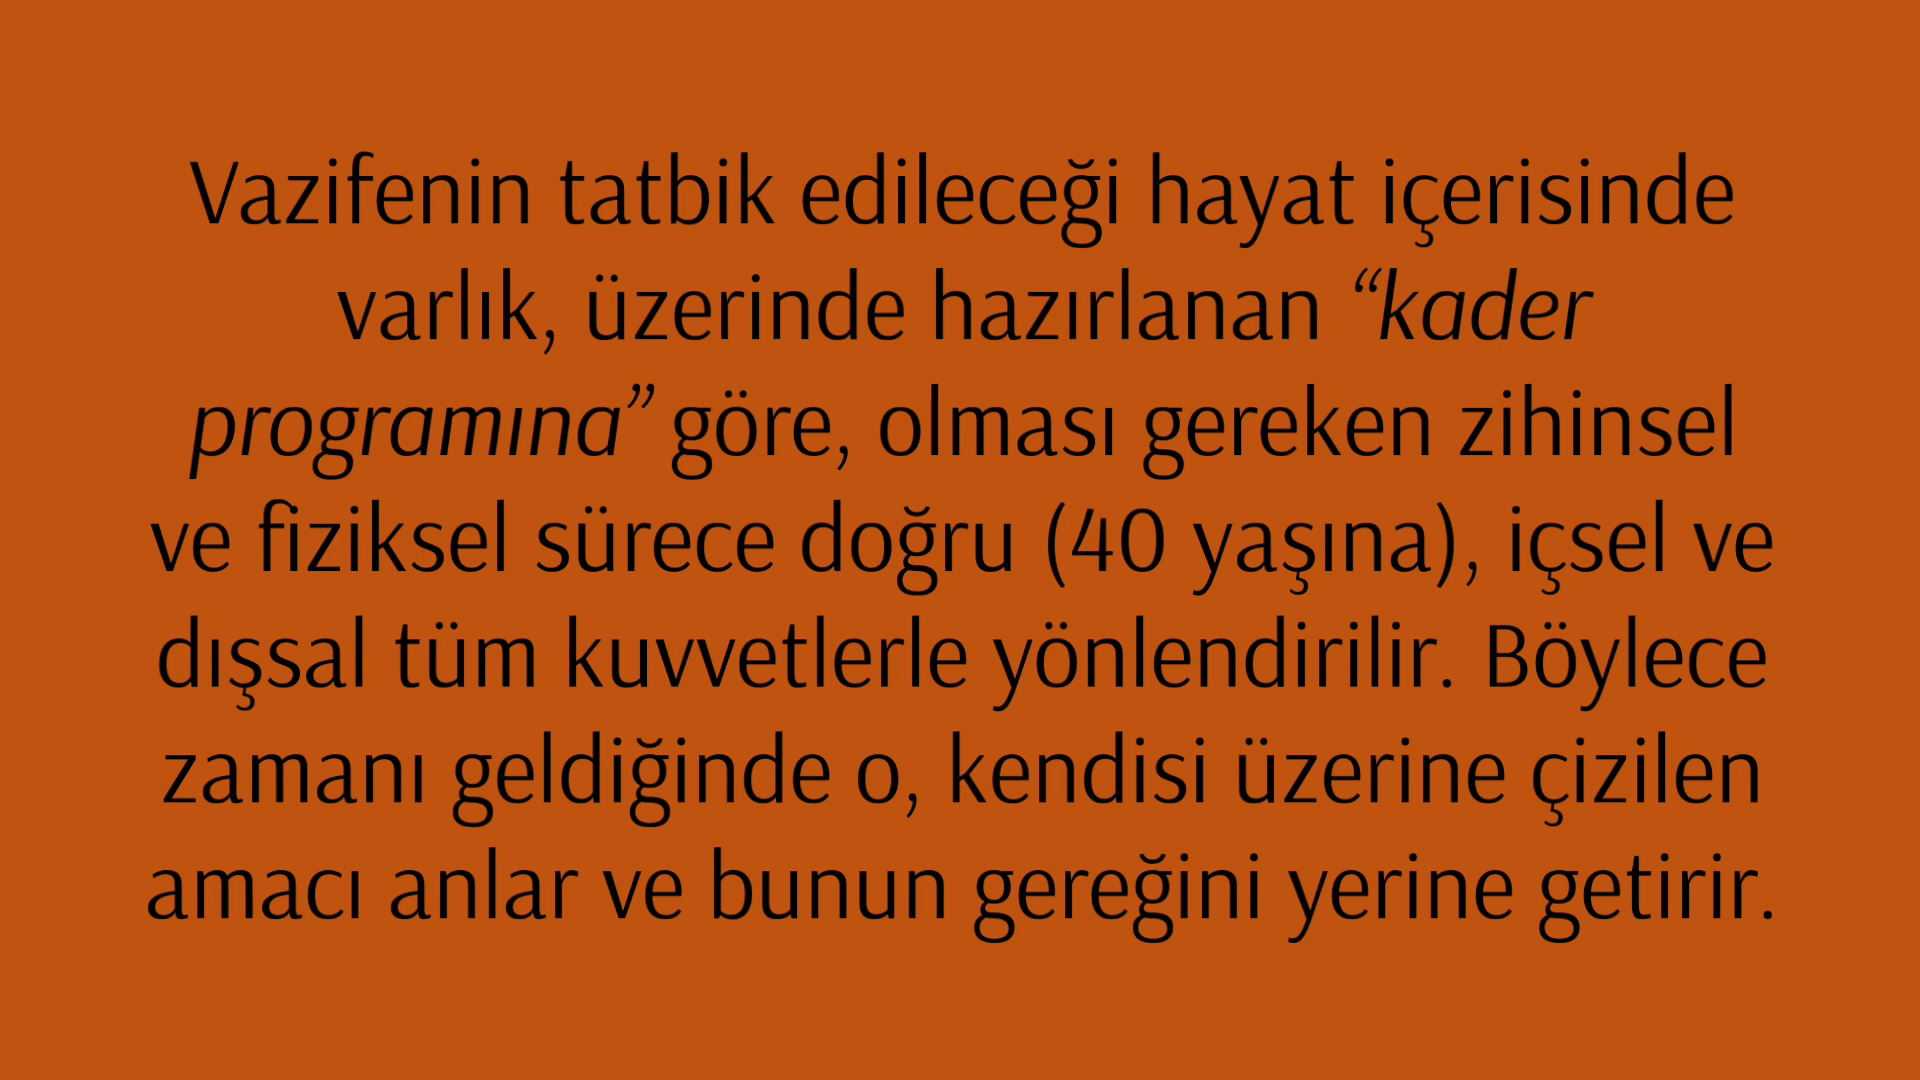 Vazifenin tatbik edileceği hayat içerisinde
varlık, üzerinde hazırlanan “kader
programına” göre, olması gereken zihinsel
ve fiziksel sürece doğru (40 yaşına), içsel ve
dışsal tüm kuvvetlerle yönlendirilir. Böylece
zamanı geldiğinde o, kendisi üzerine çizilen
amacı anlar ve bunun gereğini yerine getirir.